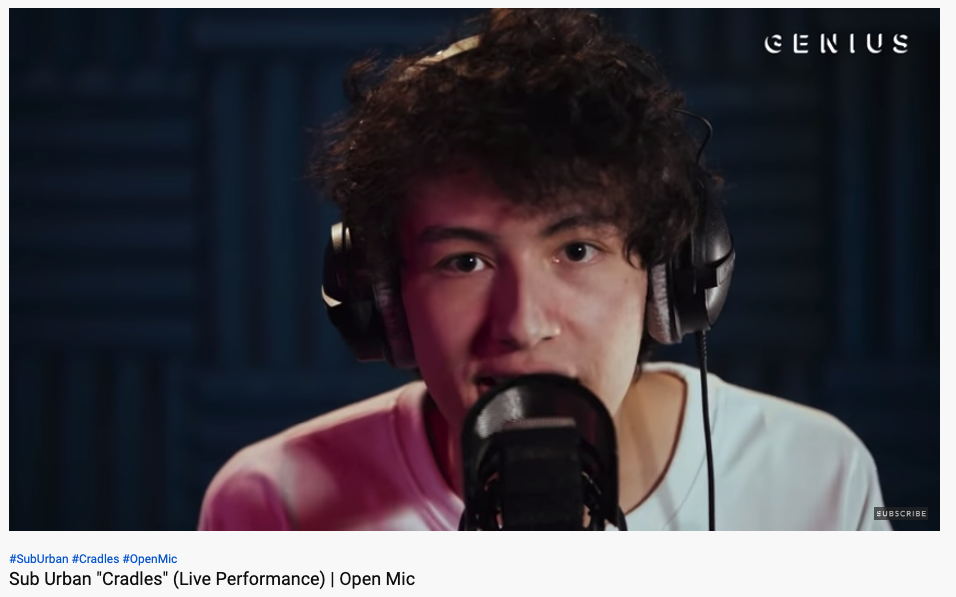 GENIUS
SUBSCRIBE
#SubUrban #Cradles #OpenMic
Sub Urban "Cradles" (Live Performance) | Open Mic